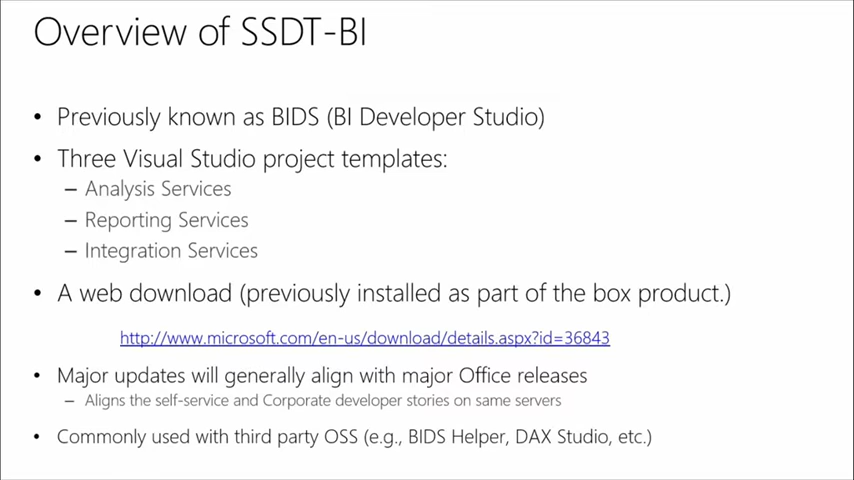 Overview of SSDT-BI
• Previously known as BIDS (BI Developer Studio)
• Three Visual Studio project templates:
– Analysis Services
– Reporting Services
– Integration Services
• A web download (previously installed as part of the box product.)
http://www.microsoft.com/en-us/download/details.aspx?id=36843
• Major updates will generally align with major Office releases
– Aligns the self-service and Corporate developer stories on same servers
• Commonly used with third party OSS (e.g., BIDS Helper, DAX Studio, etc.)